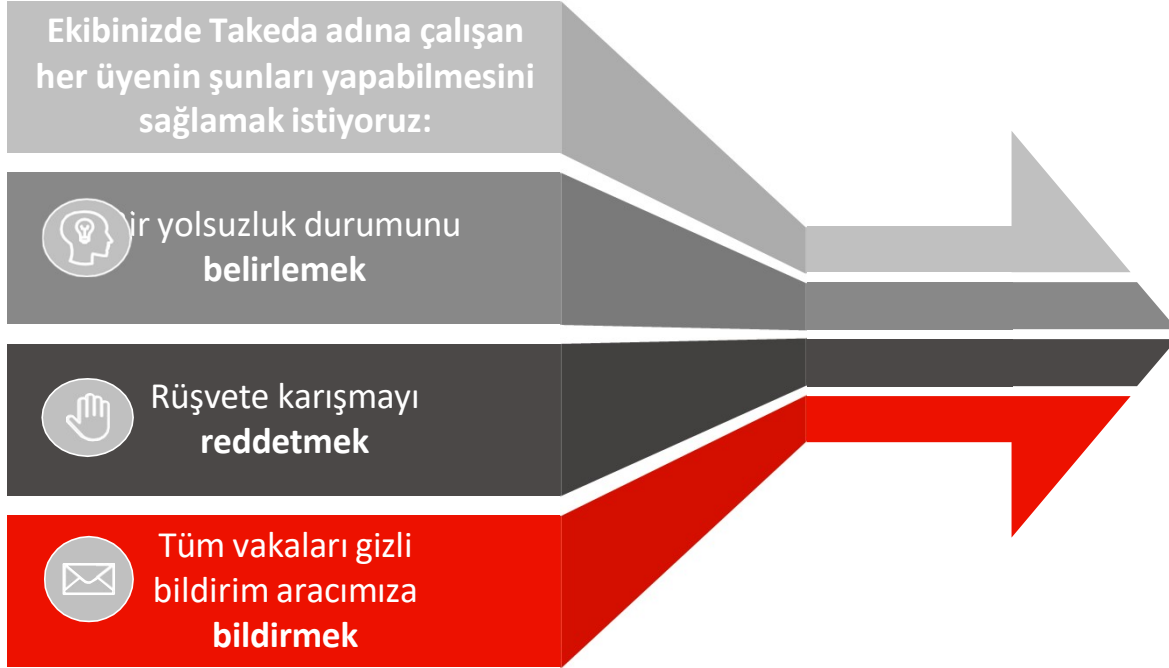 Ekibinizde Takeda adına çalışan
her üyenin şunları yapabilmesini
sağlamak istiyoruz:
ir yolsuzluk durumunu
belirlemek
Rüşvete karışmayı
reddetmek
Tüm vakaları gizli
bildirim aracımıza
bildirmek